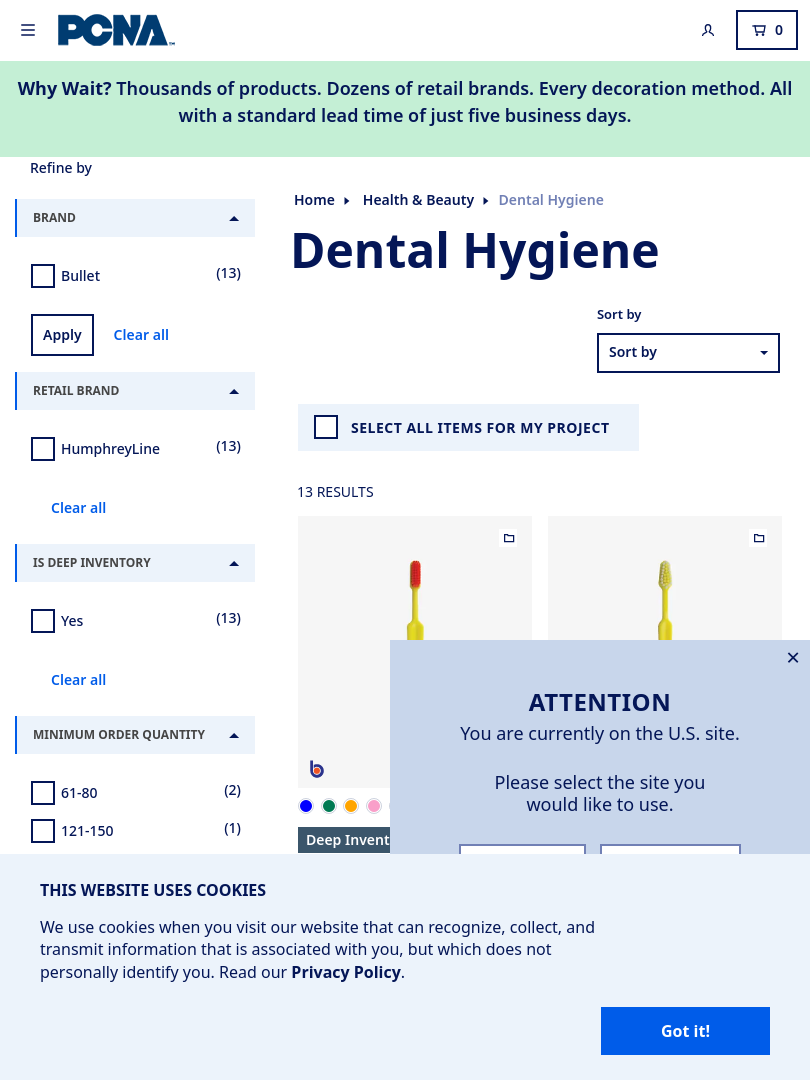 PCNA
0
Why Wait? Thousands of products. Dozens of retail brands. Every decoration method. All
with a standard lead time of just five business days.
Refine by
BRAND
Bullet (13)
Apply Clear all
RETAIL BRAND
HumphreyLine (13)
Clear all
IS DEEP INVENTORY
Yes (13)
Clear all
MINIMUM ORDER QUANTITY
61-80 (2)
121-150 (1)
Home Health & Beauty Dental Hygiene
Dental Hygiene
Sort by
Sort by
SELECT ALL ITEMS FOR MY PROJECT
13 RESULTS
b
Deep Invent
ATTENTION
You are currently on the U.S. site.
Please select the site you
would like to use.
THIS WEBSITE USES COOKIES
We use cookies when you visit our website that can recognize, collect, and
transmit information that is associated with you, but which does not
personally identify you. Read our Privacy Policy.
Got it!